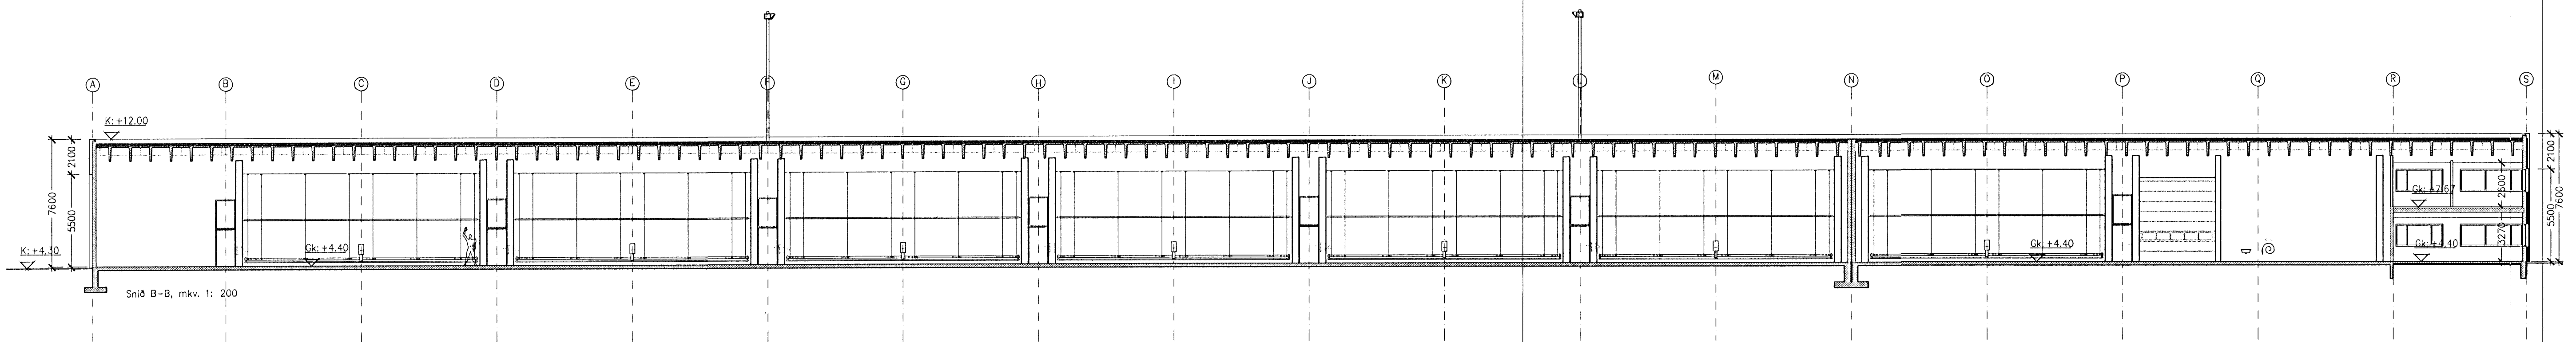 A B C D E F G H I J K L M N O P Q R S
K: +12.00
2100
7600
5500
K: +4.30
Gk: +4.40
Gk: +4.40
2100
7600
5500
2600
Gk: +7.67
3270
Gk: +4.40
Snið B-B, mkv. 1: 200